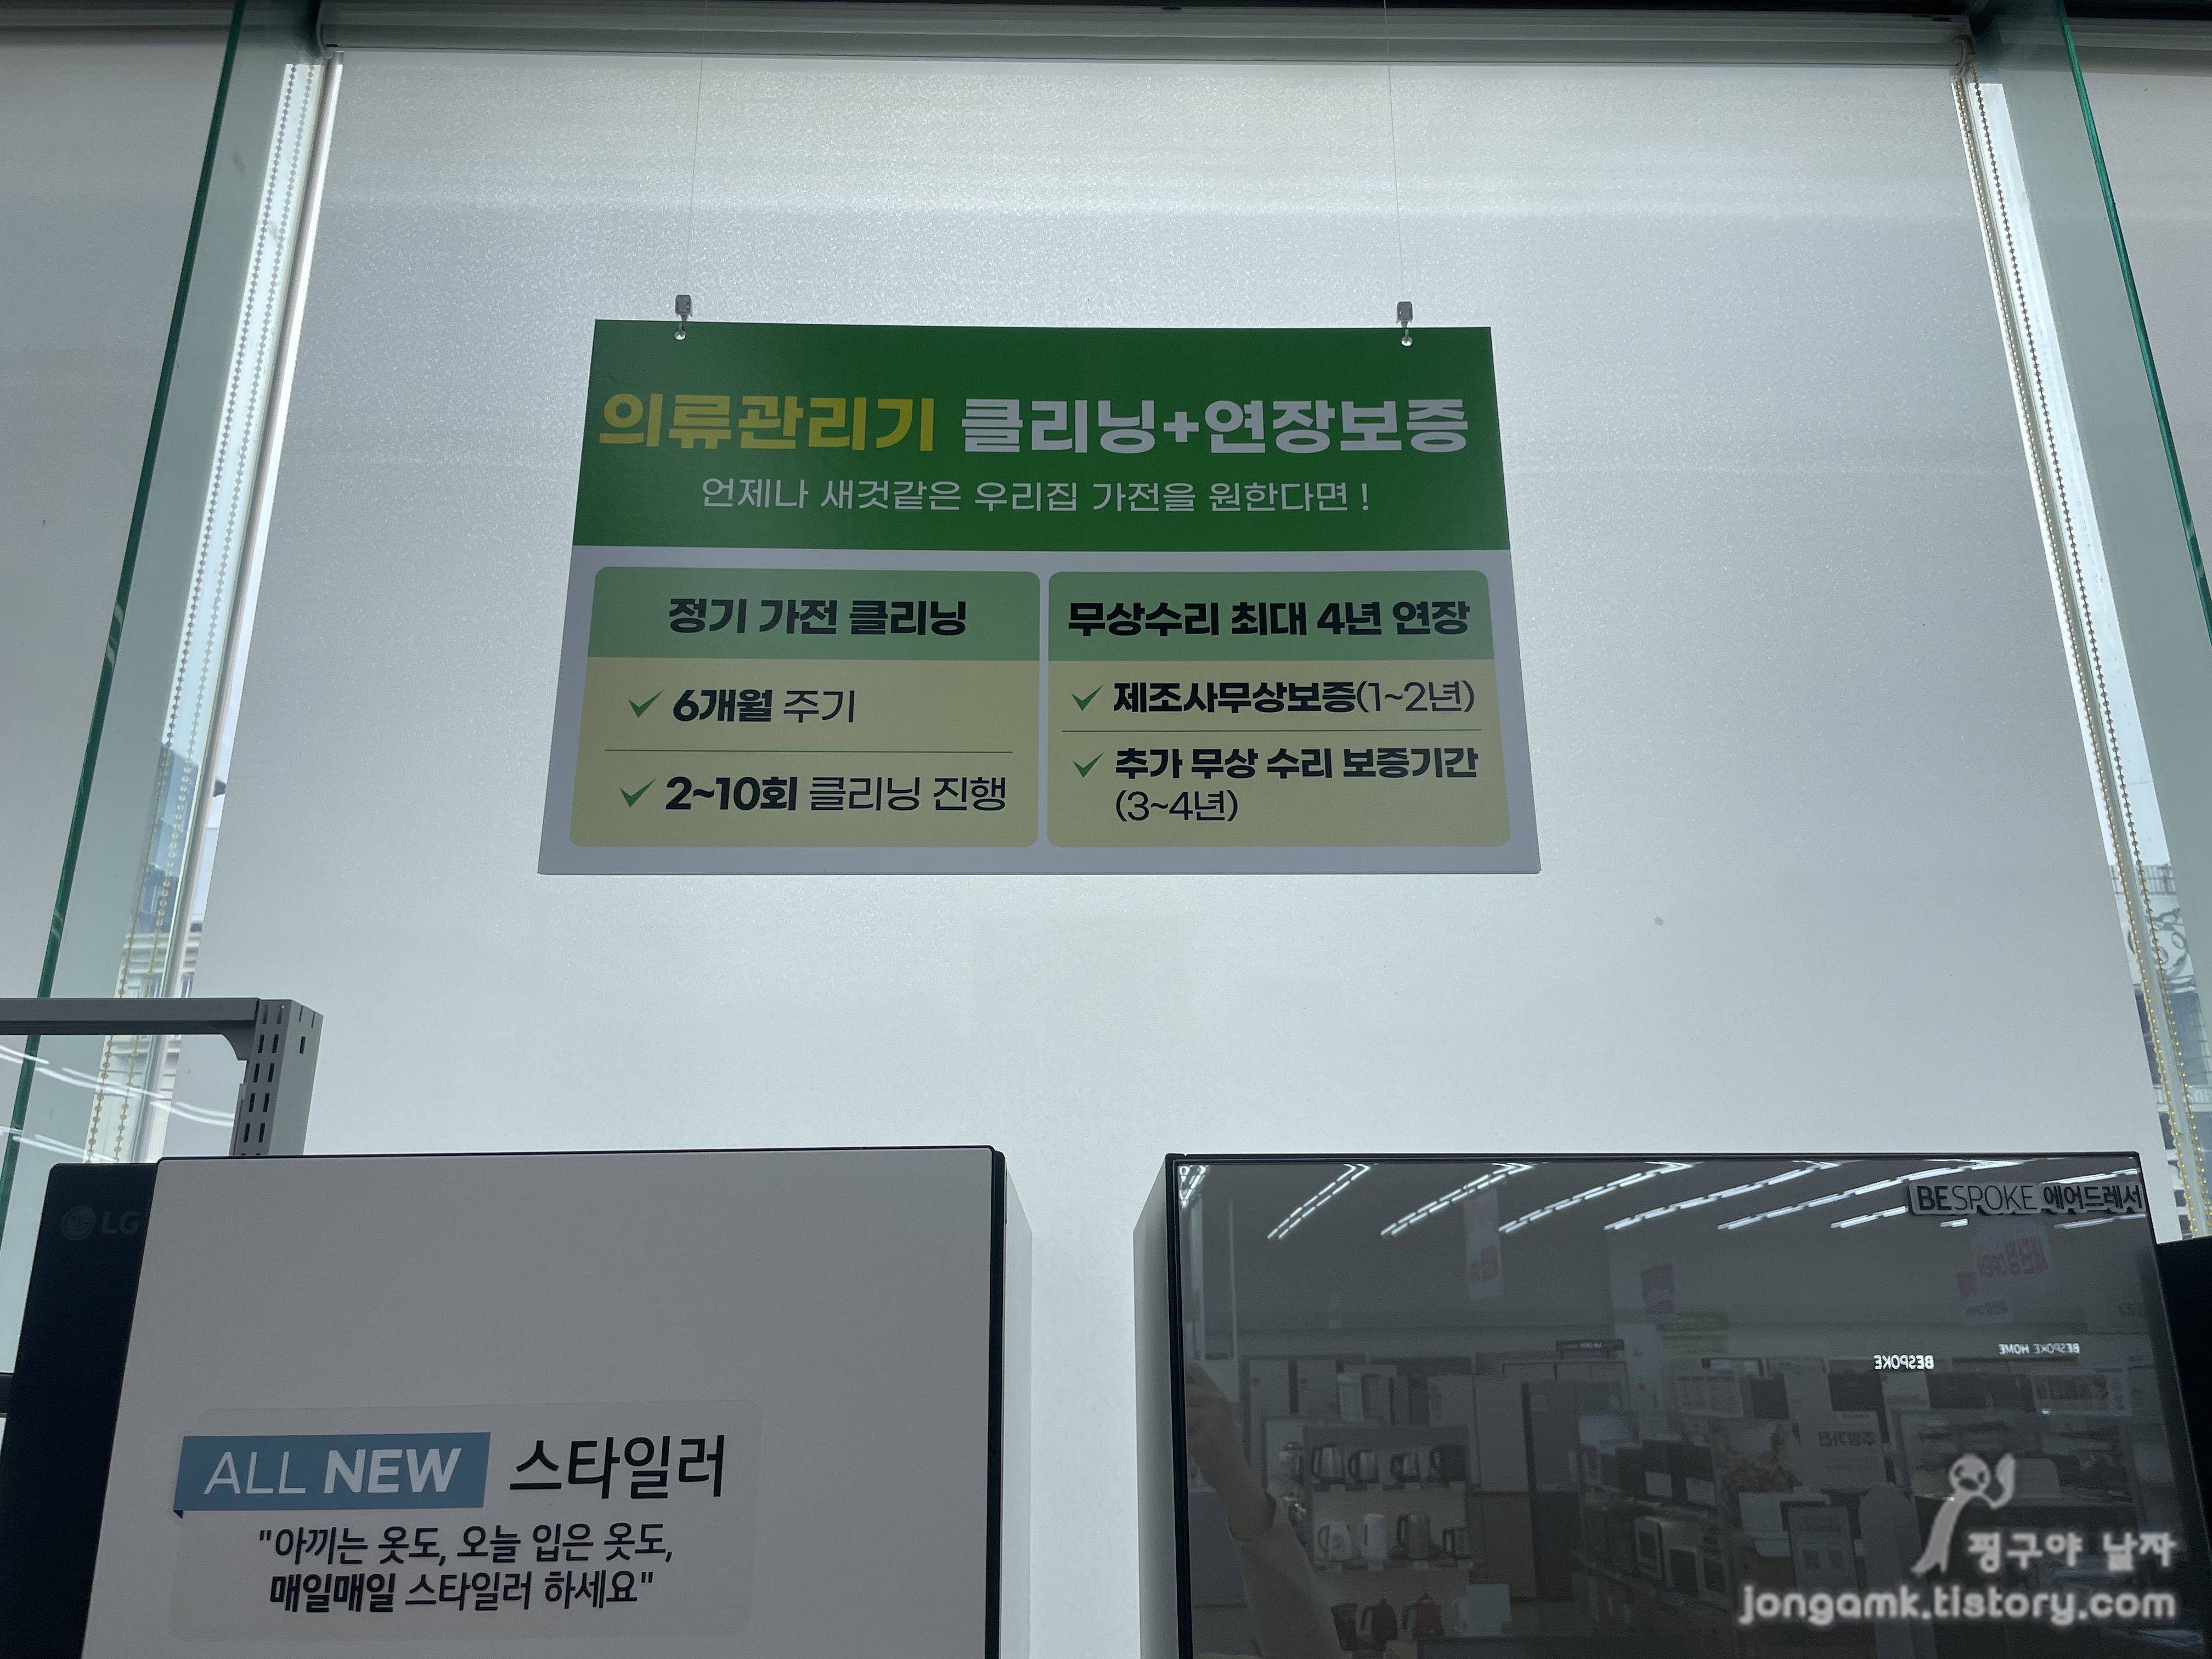 의류관리기 클리닝+연장보증
언제나 새것같은 우리집 가전을 원한다면!
정기 가전 클리닝
6개월 주기
2~10회 클리닝 진행
무상수리 최대 4년 연장
제조사무상보증(1~2년)
추가 무상 수리 보증기간
(3~4년)
LG
ALL NEW 스타일러
"아끼는 옷도, 오늘 입은 옷도,
매일매일 스타일러 하세요"
BESPOKE 에어드레서
BESPOKE HOME
BESPOKE
핑구야 날자
jongamk.tistory.com